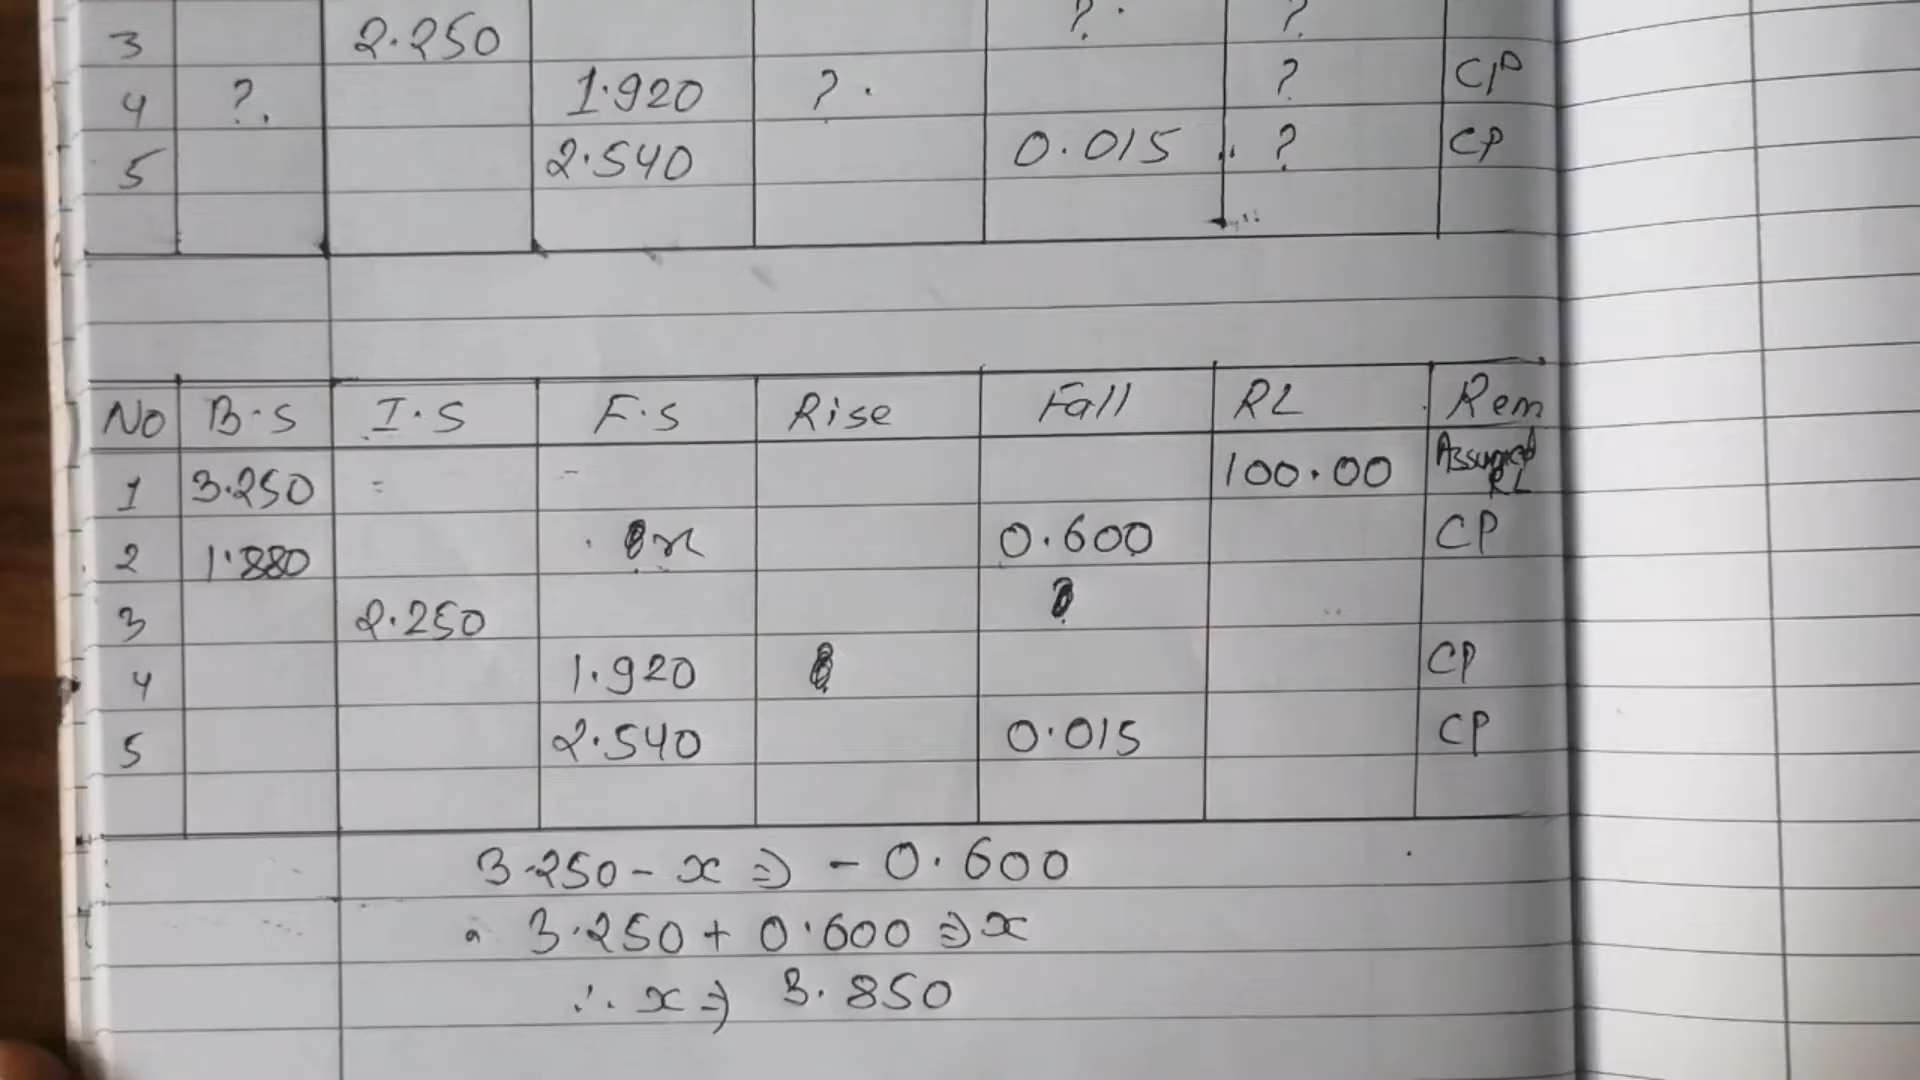 ? . ?
3 2.250
4 ?. 1.920 ? . ? CP
5 2.540 0.015 ? CP
No B.S I.S F.S Rise Fall RL Rem
1 3.250 = - 100.00 Assumed RL
2 1.880 x 0.600 CP
3 2.250
4 1.920 CP
5 2.540 0.015 CP
3.250 - x => - 0.600
3.250 + 0.600 => x
∴ x => 3.850